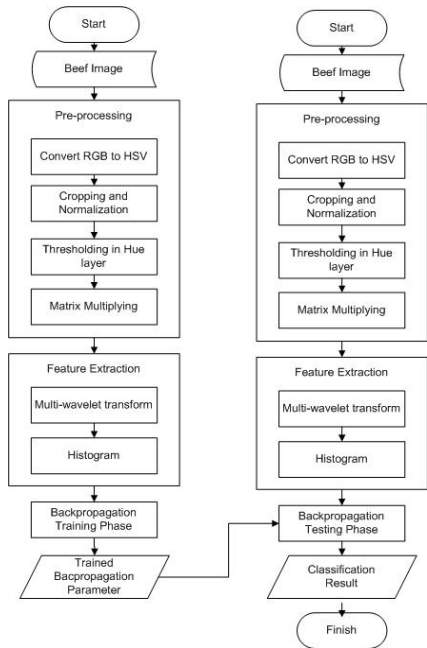 Start
Beef Image
Pre-processing
Convert RGB to HSV
Cropping and
Normalization
Thresholding in Hue
layer
Matrix Multiplying
Feature Extraction
Multi-wavelet transform
Histogram
Backpropagation
Training Phase
Trained
Bacpropagation
Parameter
Start
Beef Image
Pre-processing
Convert RGB to HSV
Cropping and
Normalization
Thresholding in Hue
layer
Matrix Multiplying
Feature Extraction
Multi-wavelet transform
Histogram
Backpropagation
Testing Phase
Classification
Result
Finish